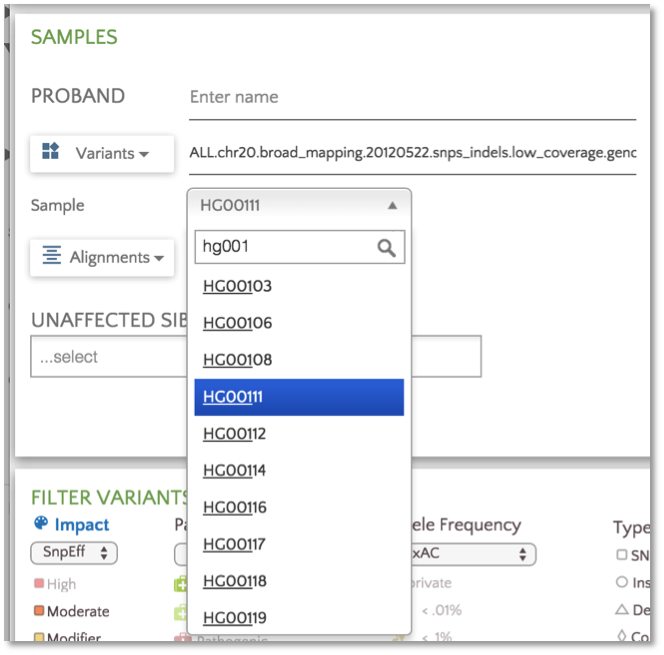 SAMPLES
PROBAND Enter name
Variants ALL.chr20.broad_mapping.20120522.snps_indels.low_coverage.genc
Sample HG00111
hg001
Alignments
HG00103
HG00106
UNAFFECTED SIB
HG00108
...select
HG00111
HG00112
HG00114
FILTER VARIANTS
HG00116
Impact Pa ele Frequency Type
HG00117
SnpEff xAC SN
HG00118
High private Ins
Moderate < .01% De
HG00119
Modifier Pathogenic < .1% Co